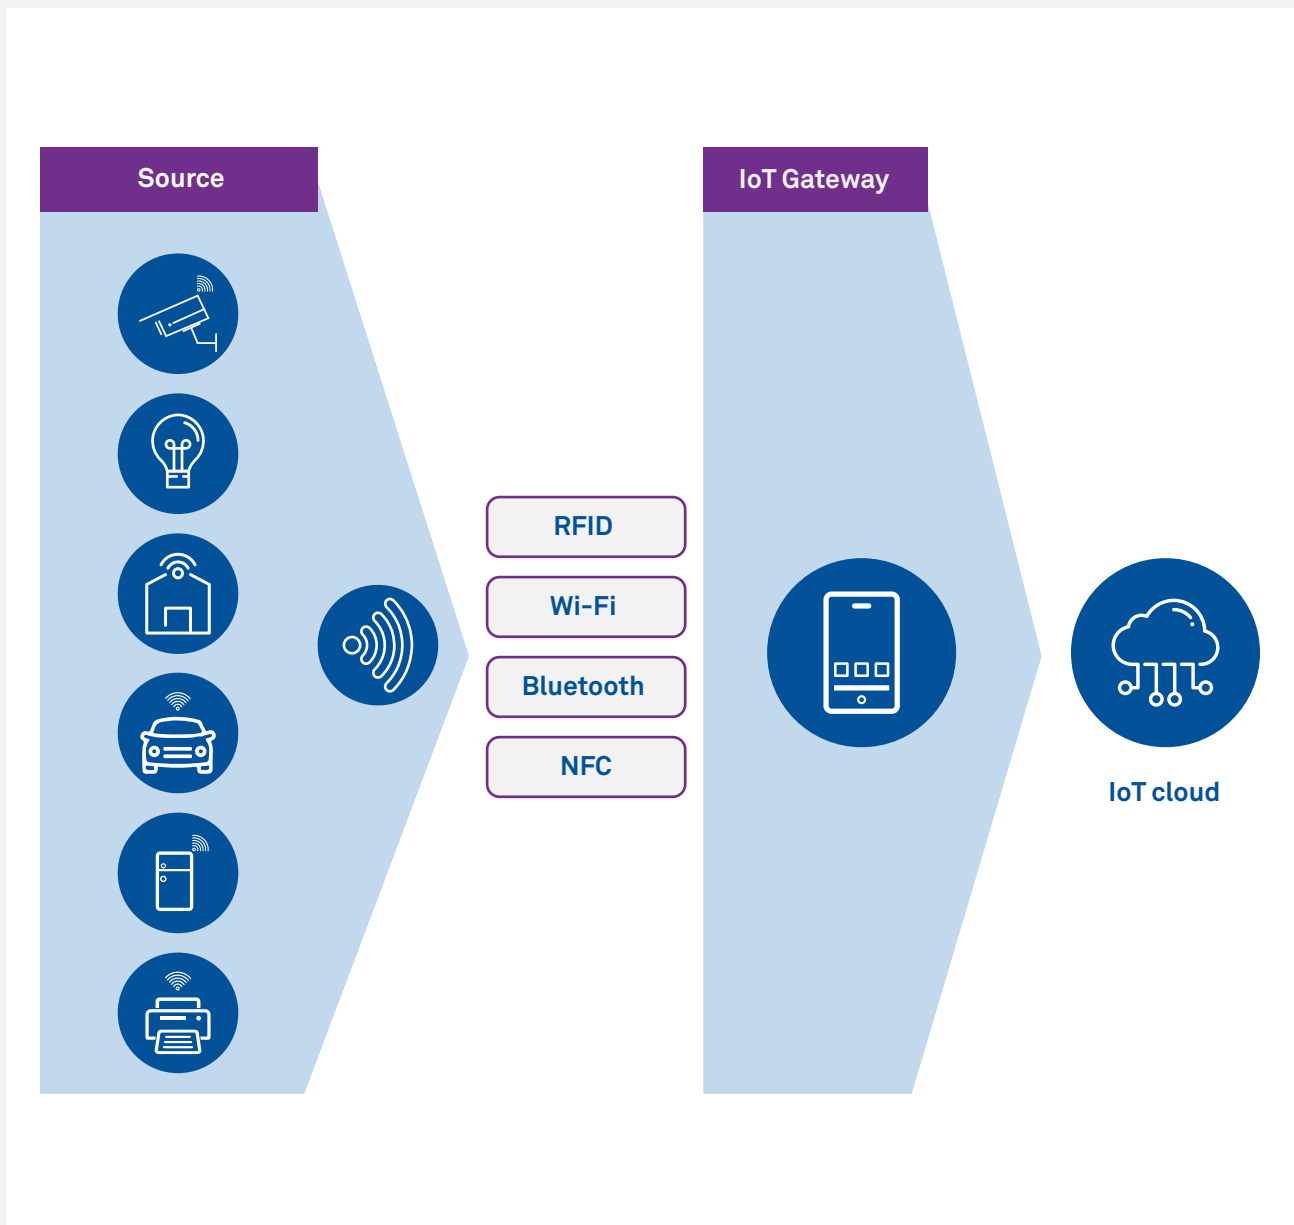 Source
IoT Gateway
RFID
Wi-Fi
Bluetooth
NFC
IoT cloud